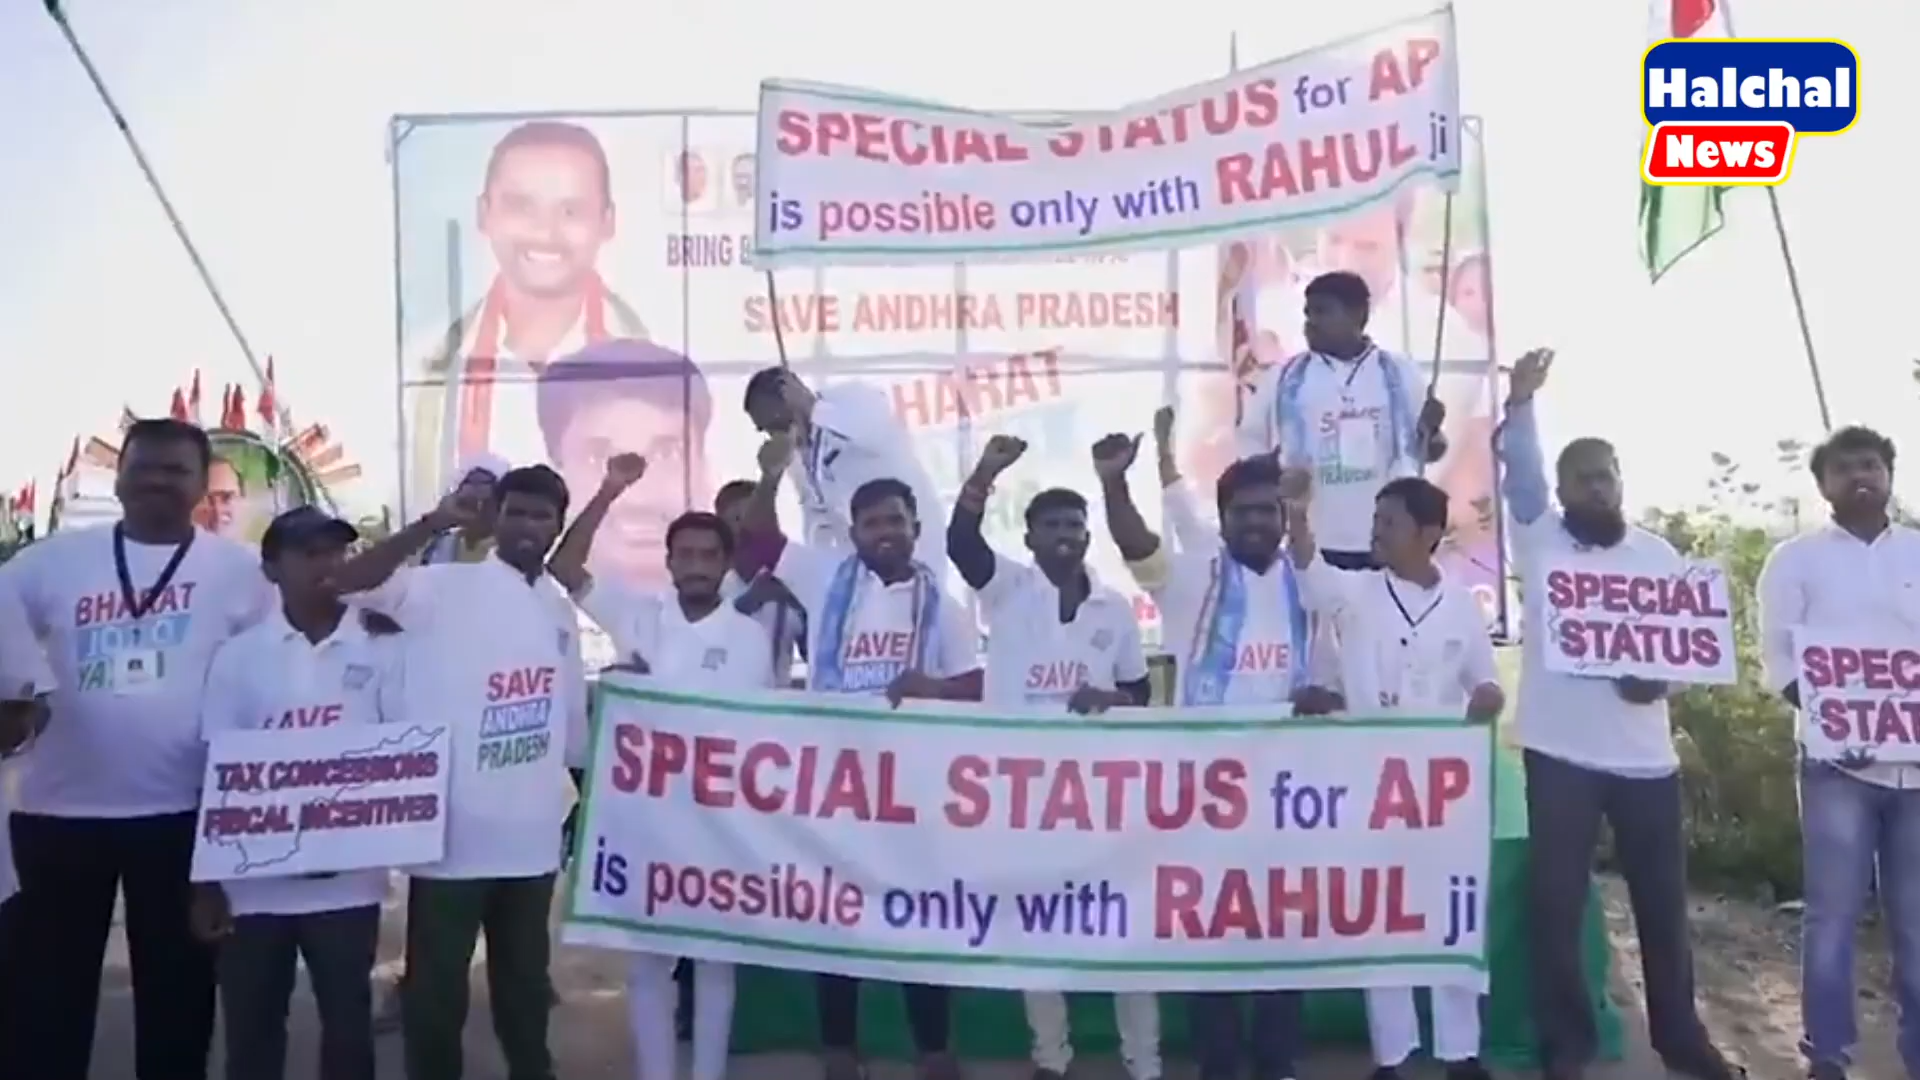 Halchal
News
SPECIAL STATUS for AP
is possible only with RAHUL ji
BRING
SAVE ANDHRA PRADESH
BHARAT
BHARAT
JODO
SAVE
TAX CONCESSIONS
FISCAL INCENTIVES
SAVE
ANDHRA
PRADESH
SAVE
SAVE
SAVE
SPECIAL STATUS for AP
is possible only with RAHUL ji
SPECIAL
STATUS
SPEC
STAT